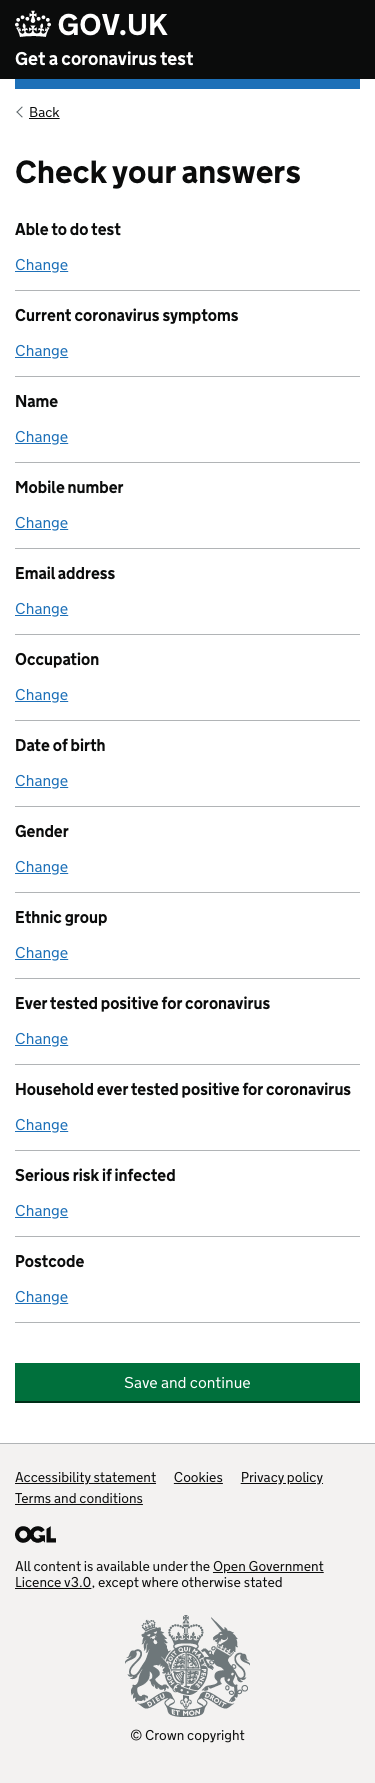 GOV.UK
Get a coronavirus test
Back
Check your answers
Able to do test
Change
Current coronavirus symptoms
Change
Name
Change
Mobile number
Change
Email address
Change
Occupation
Change
Date of birth
Change
Gender
Change
Ethnic group
Change
Ever tested positive for coronavirus
Change
Household ever tested positive for coronavirus
Change
Serious risk if infected
Change
Postcode
Change
Save and continue
Accessibility statement Cookies Privacy policy
Terms and conditions
OGL
All content is available under the Open Government
Licence v3.0, except where otherwise stated
DIEU ET MON DROIT
© Crown copyright